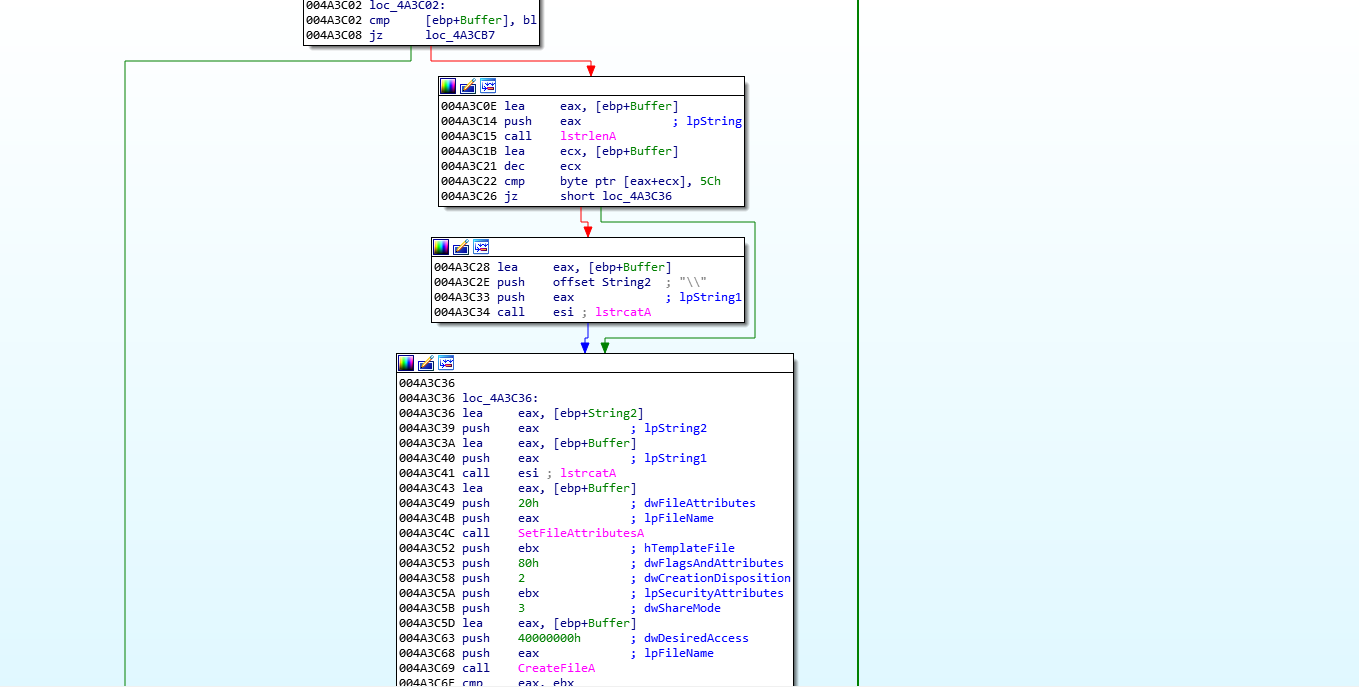 004A3C02 loc_4A3C02:
004A3C02 cmp     [ebp+Buffer], bl
004A3C08 jz      loc_4A3CB7
004A3C0E lea     eax, [ebp+Buffer]
004A3C14 push    eax             ; lpString
004A3C15 call    lstrlenA
004A3C1B lea     ecx, [ebp+Buffer]
004A3C21 dec     ecx
004A3C22 cmp     byte ptr [eax+ecx], 5Ch
004A3C26 jz      short loc_4A3C36
004A3C28 lea     eax, [ebp+Buffer]
004A3C2E push    offset String2  ; "\\"
004A3C33 push    eax             ; lpString1
004A3C34 call    esi ; lstrcatA
004A3C36
004A3C36 loc_4A3C36:
004A3C36 lea     eax, [ebp+String2]
004A3C39 push    eax             ; lpString2
004A3C3A lea     eax, [ebp+Buffer]
004A3C40 push    eax             ; lpString1
004A3C41 call    esi ; lstrcatA
004A3C43 lea     eax, [ebp+Buffer]
004A3C49 push    20h             ; dwFileAttributes
004A3C4B push    eax             ; lpFileName
004A3C4C call    SetFileAttributesA
004A3C52 push    ebx             ; hTemplateFile
004A3C53 push    80h             ; dwFlagsAndAttributes
004A3C58 push    2               ; dwCreationDisposition
004A3C5A push    ebx             ; lpSecurityAttributes
004A3C5B push    3               ; dwShareMode
004A3C5D lea     eax, [ebp+Buffer]
004A3C63 push    40000000h       ; dwDesiredAccess
004A3C68 push    eax             ; lpFileName
004A3C69 call    CreateFileA
004A3C6F cmp     eax, ebx